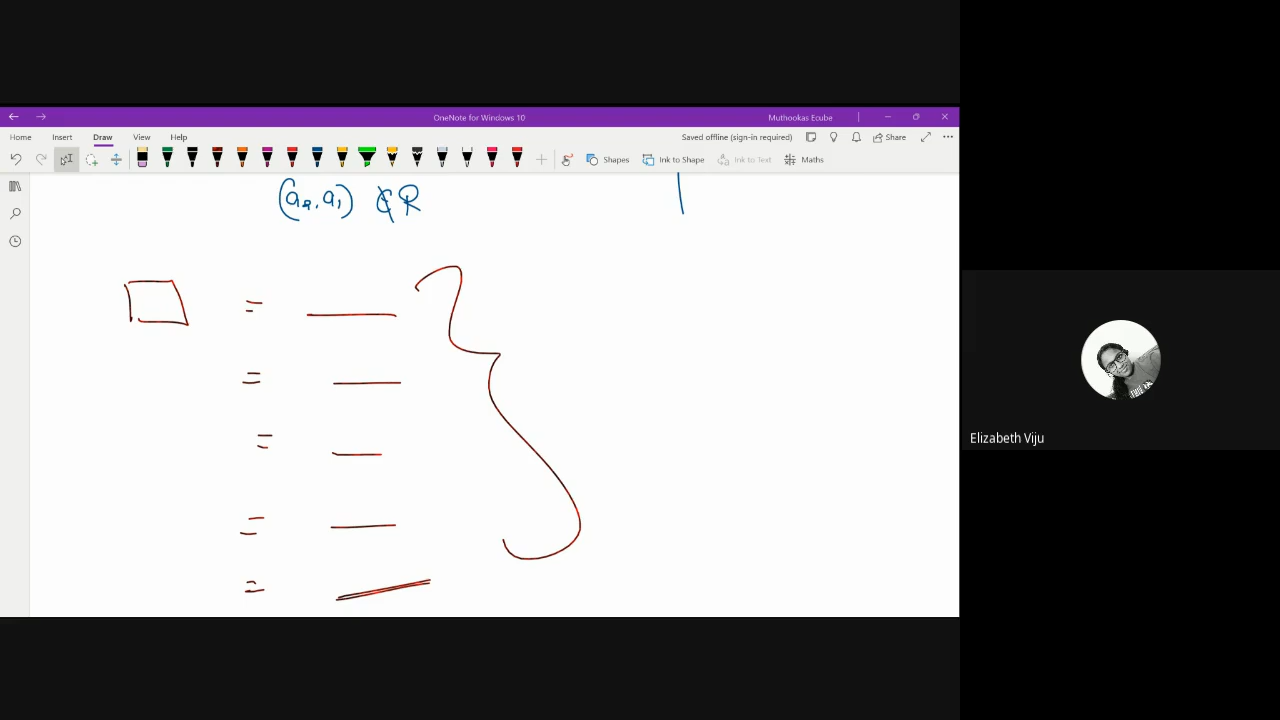 OneNote for Windows 10
Muthookas Ecube
Home Insert Draw View Help
Saved offline (sign-in required)
Share
Shapes
Ink to Shape
Ink to Text
Maths
(a₂, a₁) ∉ R
=
=
=
=
=
Elizabeth Viju